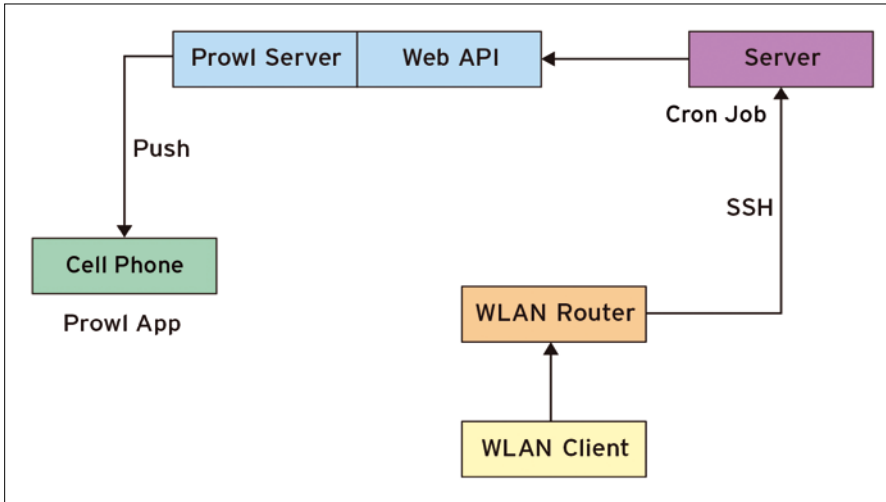 Prowl Server
Web API
Server
Cron Job
Push
SSH
Cell Phone
Prowl App
WLAN Router
WLAN Client